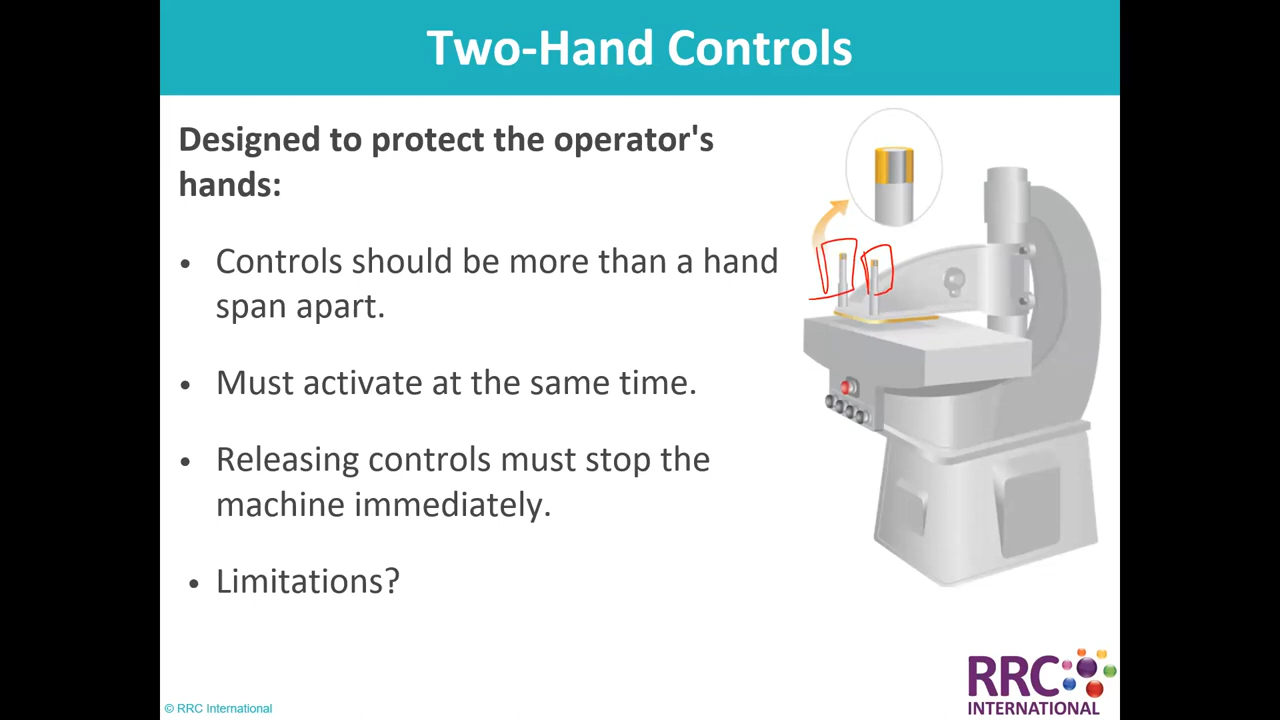 Two-Hand Controls
Designed to protect the operator's
hands:
• Controls should be more than a hand
span apart.
• Must activate at the same time.
• Releasing controls must stop the
machine immediately.
• Limitations?
RRC
INTERNATIONAL
© RRC International